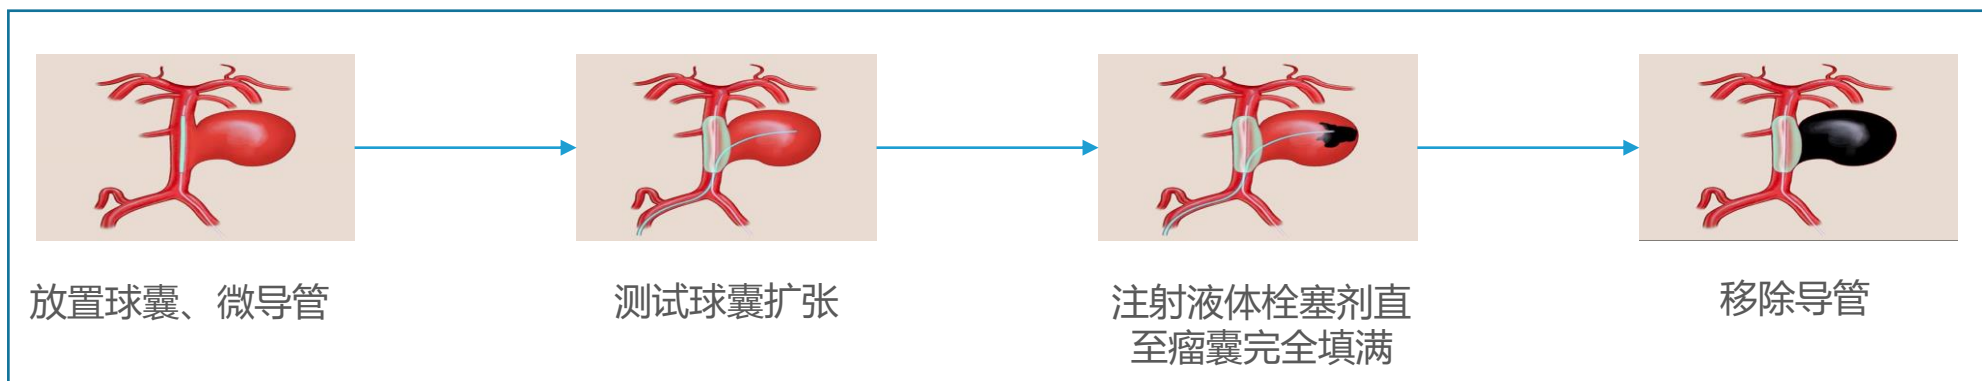 放置球囊、微导管
测试球囊扩张
注射液体栓塞剂直
至瘤囊完全填满
移除导管